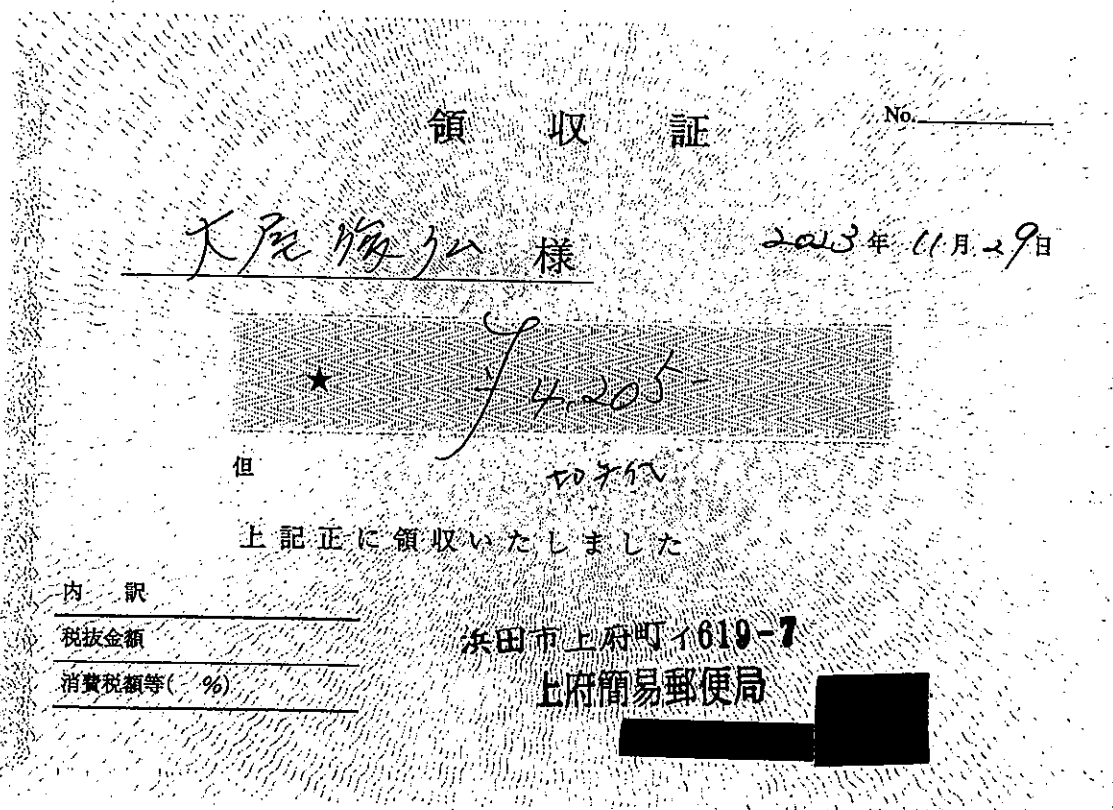 領 収 証
No.
大尾 俊弘 様
2023年 11月 29日
★ ¥4,205-
但 切手代
上記正に領収いたしました
内 訳
税抜金額
消費税額等( %)
浜田市上府町イ619-7
上府簡易郵便局